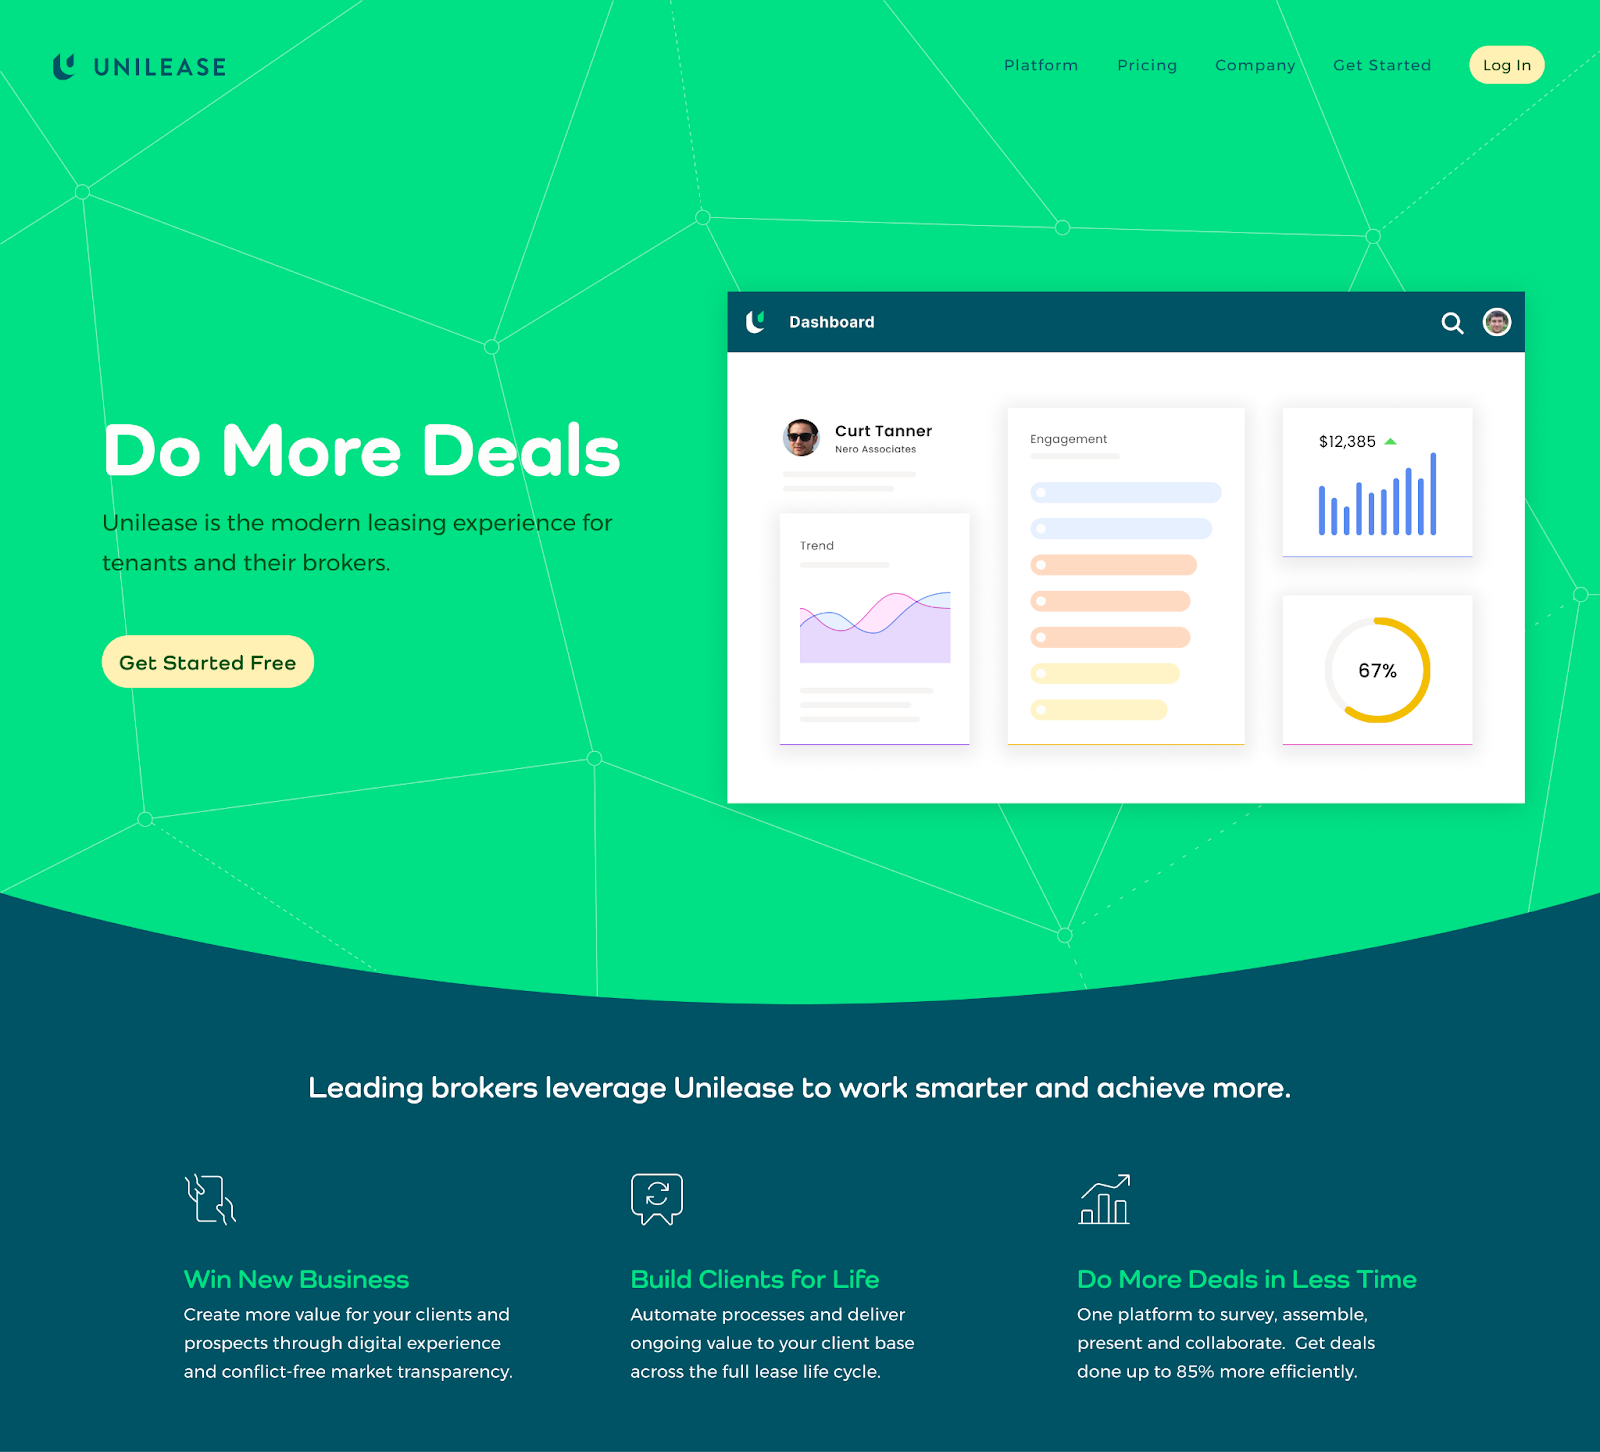 UNILEASE
Platform
Pricing
Company
Get Started
Log In
Do More Deals
Unilease is the modern leasing experience for
tenants and their brokers.
Get Started Free
Dashboard
Curt Tanner
Nero Associates
Trend
Engagement
$12,385
67%
Leading brokers leverage Unilease to work smarter and achieve more.
Win New Business
Create more value for your clients and
prospects through digital experience
and conflict-free market transparency.
Build Clients for Life
Automate processes and deliver
ongoing value to your client base
across the full lease life cycle.
Do More Deals in Less Time
One platform to survey, assemble,
present and collaborate.  Get deals
done up to 85% more efficiently.